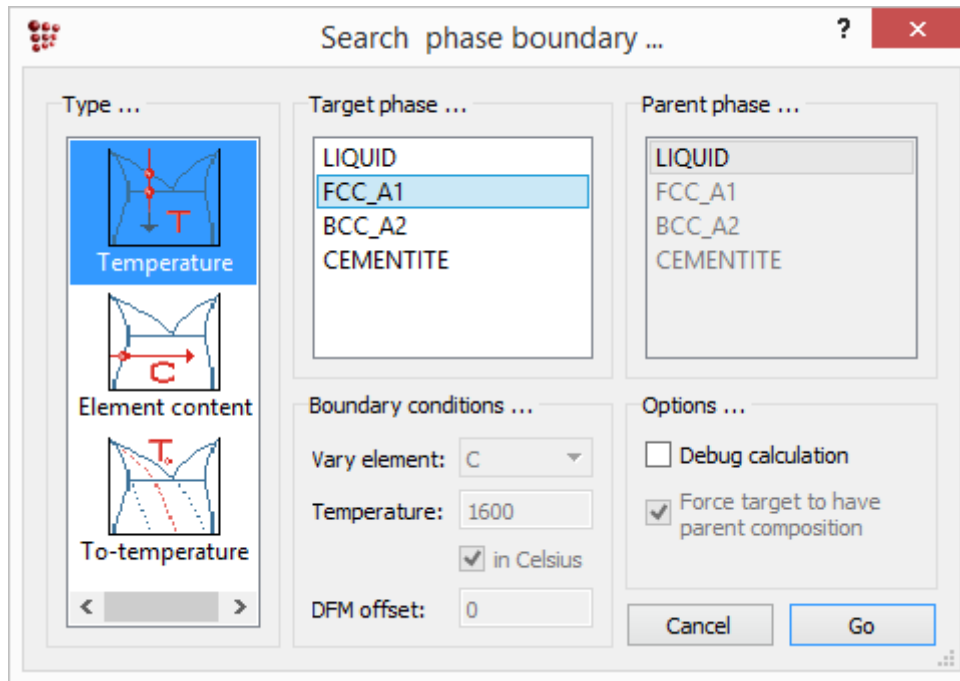 Search phase boundary ...
?
Type ...
T
Temperature
C
Element content
To
To-temperature
Target phase ...
LIQUID
FCC_A1
BCC_A2
CEMENTITE
Parent phase ...
LIQUID
FCC_A1
BCC_A2
CEMENTITE
Boundary conditions ...
Vary element: C
Temperature: 1600
in Celsius
DFM offset: 0
Options ...
Debug calculation
Force target to have
parent composition
Cancel
Go